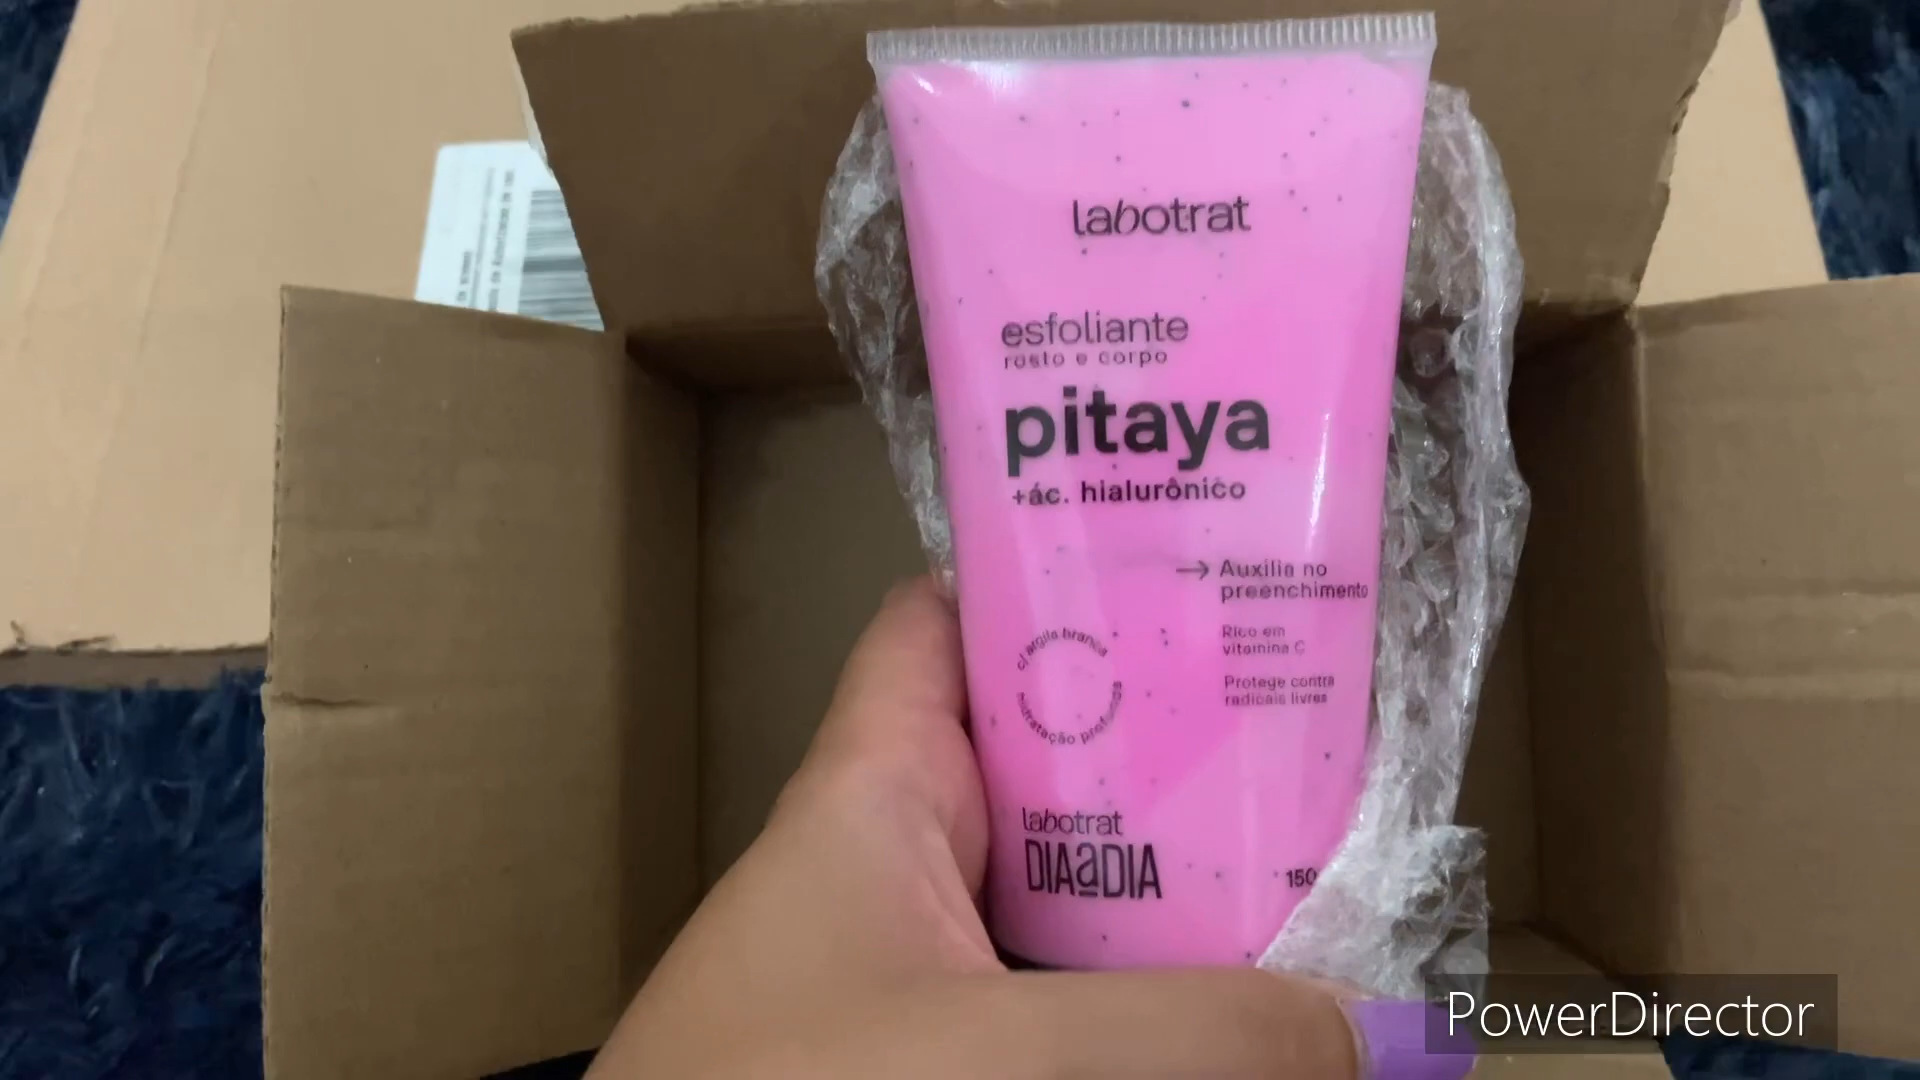 labotrat
esfoliante
rosto e corpo
pitaya
+ác. hialurônico
→ Auxilia no
preenchimento
Rico em
vitamina C
Protege contra
radicais livres
c/ argila branca
hidratação profunda
labotrat
DIAaDIA
150
PowerDirector